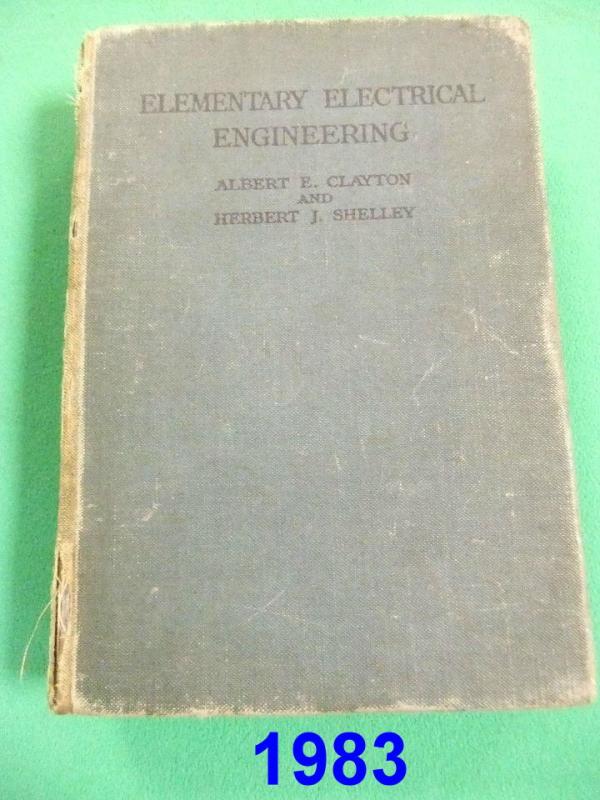 ELEMENTARY ELECTRICAL
ENGINEERING
ALBERT E. CLAYTON
AND
HERBERT J. SHELLEY
1983